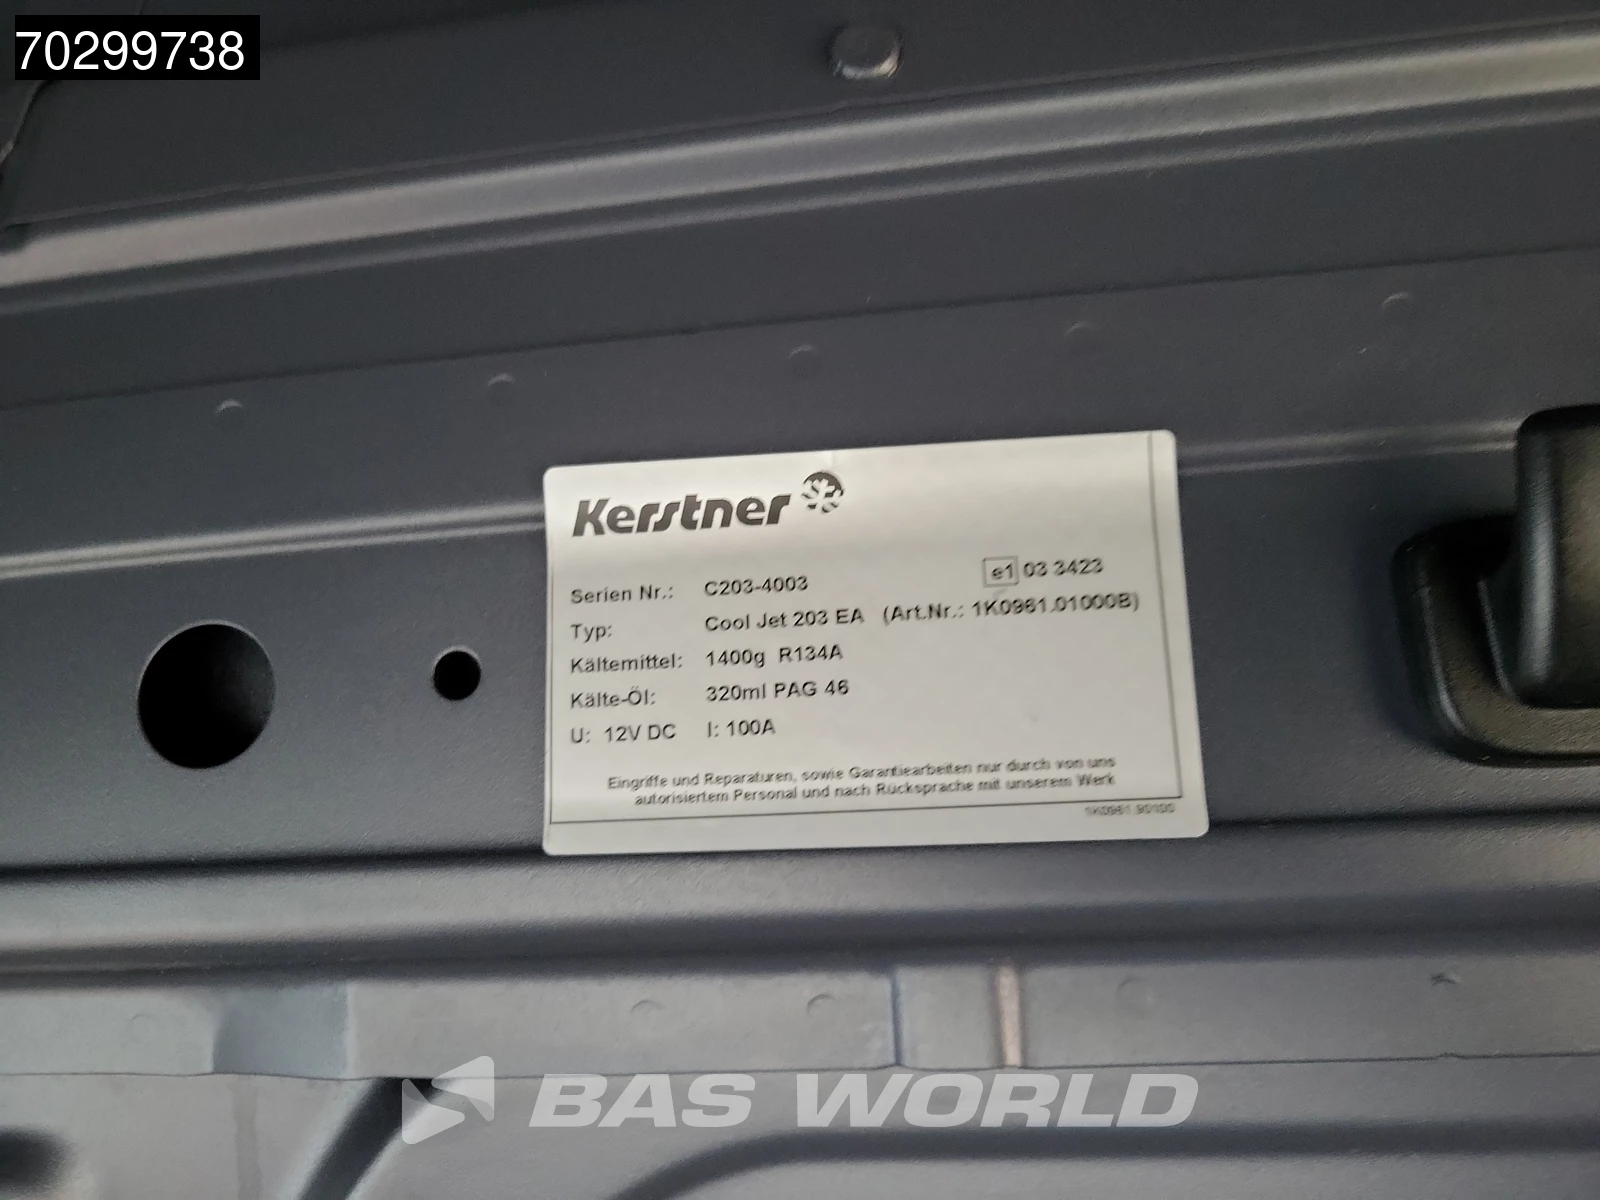 70299738
Kerstner
Serien Nr.: C203-4003 e1 03 3423
Typ: Cool Jet 203 EA (Art.Nr.: 1K0961.01000B)
Kältemittel: 1400g R134A
Kälte-Öl: 320ml PAG 46
U: 12V DC I: 100A
Eingriffe und Reparaturen, sowie Garantiearbeiten nur durch von uns
autorisiertem Personal und nach Rücksprache mit unserem Werk
1K0961.90100
BAS WORLD